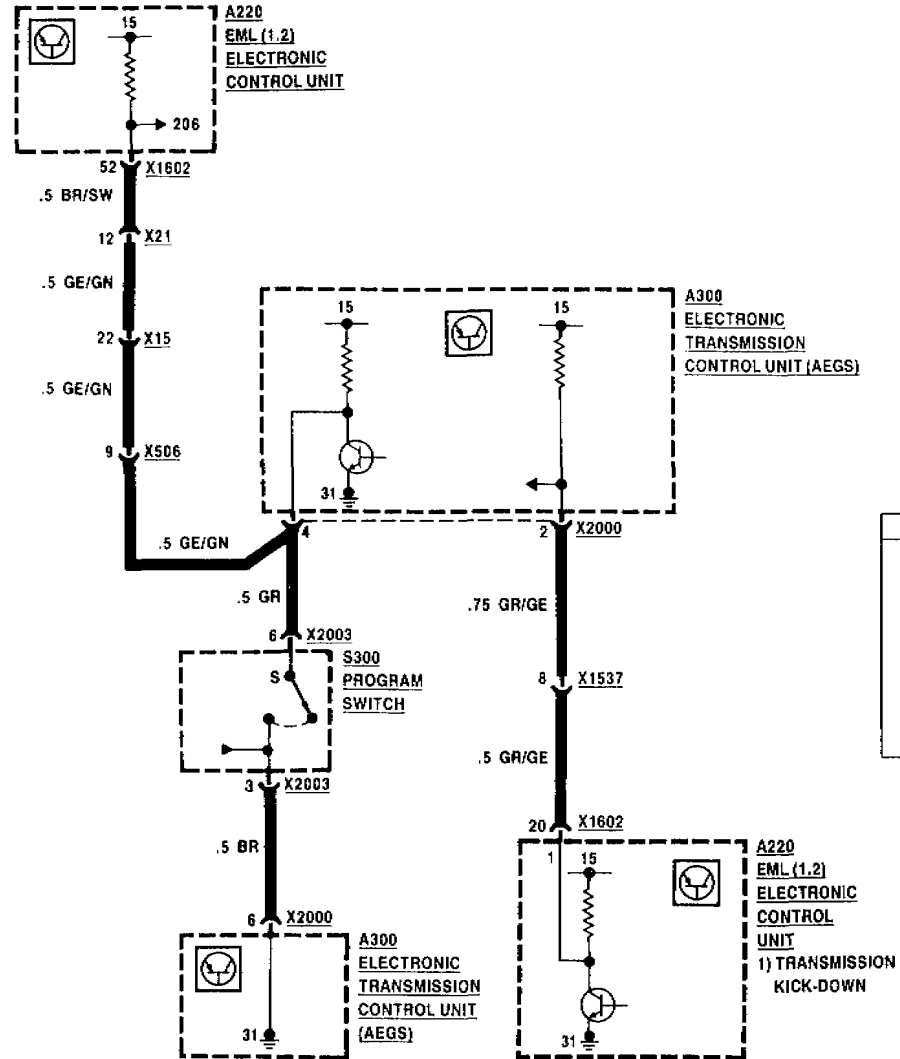 A220
EML (1.2)
ELECTRONIC
CONTROL UNIT
15
206
52 X1602
.5 BR/SW
12 X21
.5 GE/GN
22 X15
.5 GE/GN
9 X506
.5 GE/GN
A300
ELECTRONIC
TRANSMISSION
CONTROL UNIT (AEGS)
15
15
31
4
2 X2000
.5 GR
.75 GR/GE
6 X2003
S300
PROGRAM
SWITCH
S
8 X1537
3 X2003
.5 GR/GE
.5 BR
20 X1602
6 X2000
A300
ELECTRONIC
TRANSMISSION
CONTROL UNIT
(AEGS)
31
1
15
31
A220
EML (1.2)
ELECTRONIC
CONTROL
UNIT
1) TRANSMISSION
KICK-DOWN